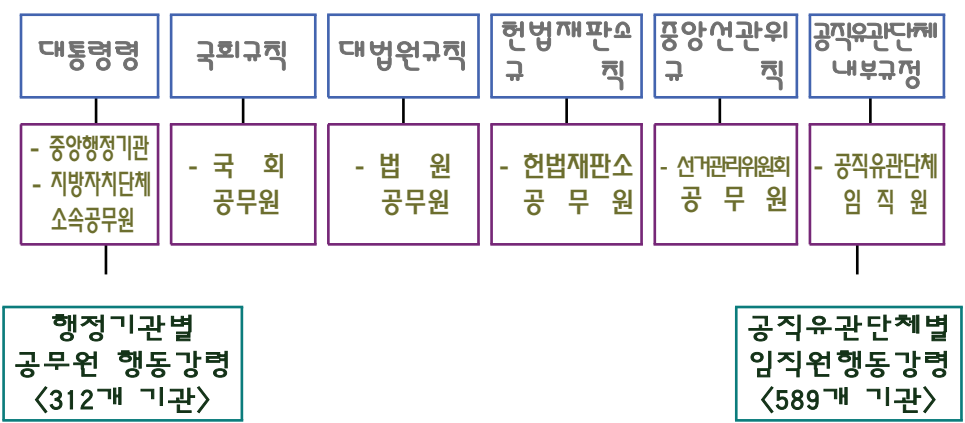 대통령령
국회규칙
대법원규칙
헌법재판소
규 칙
중앙선관위
규 칙
공직유관단체
내부규정
- 중앙행정기관
- 지방자치단체
소속공무원
- 국 회
공무원
- 법 원
공무원
- 헌법재판소
공 무 원
- 선거관리위원회
공 무 원
- 공직유관단체
임 직 원
행정기관별
공무원 행동강령
<312개 기관>
공직유관단체별
임직원행동강령
<589개 기관>